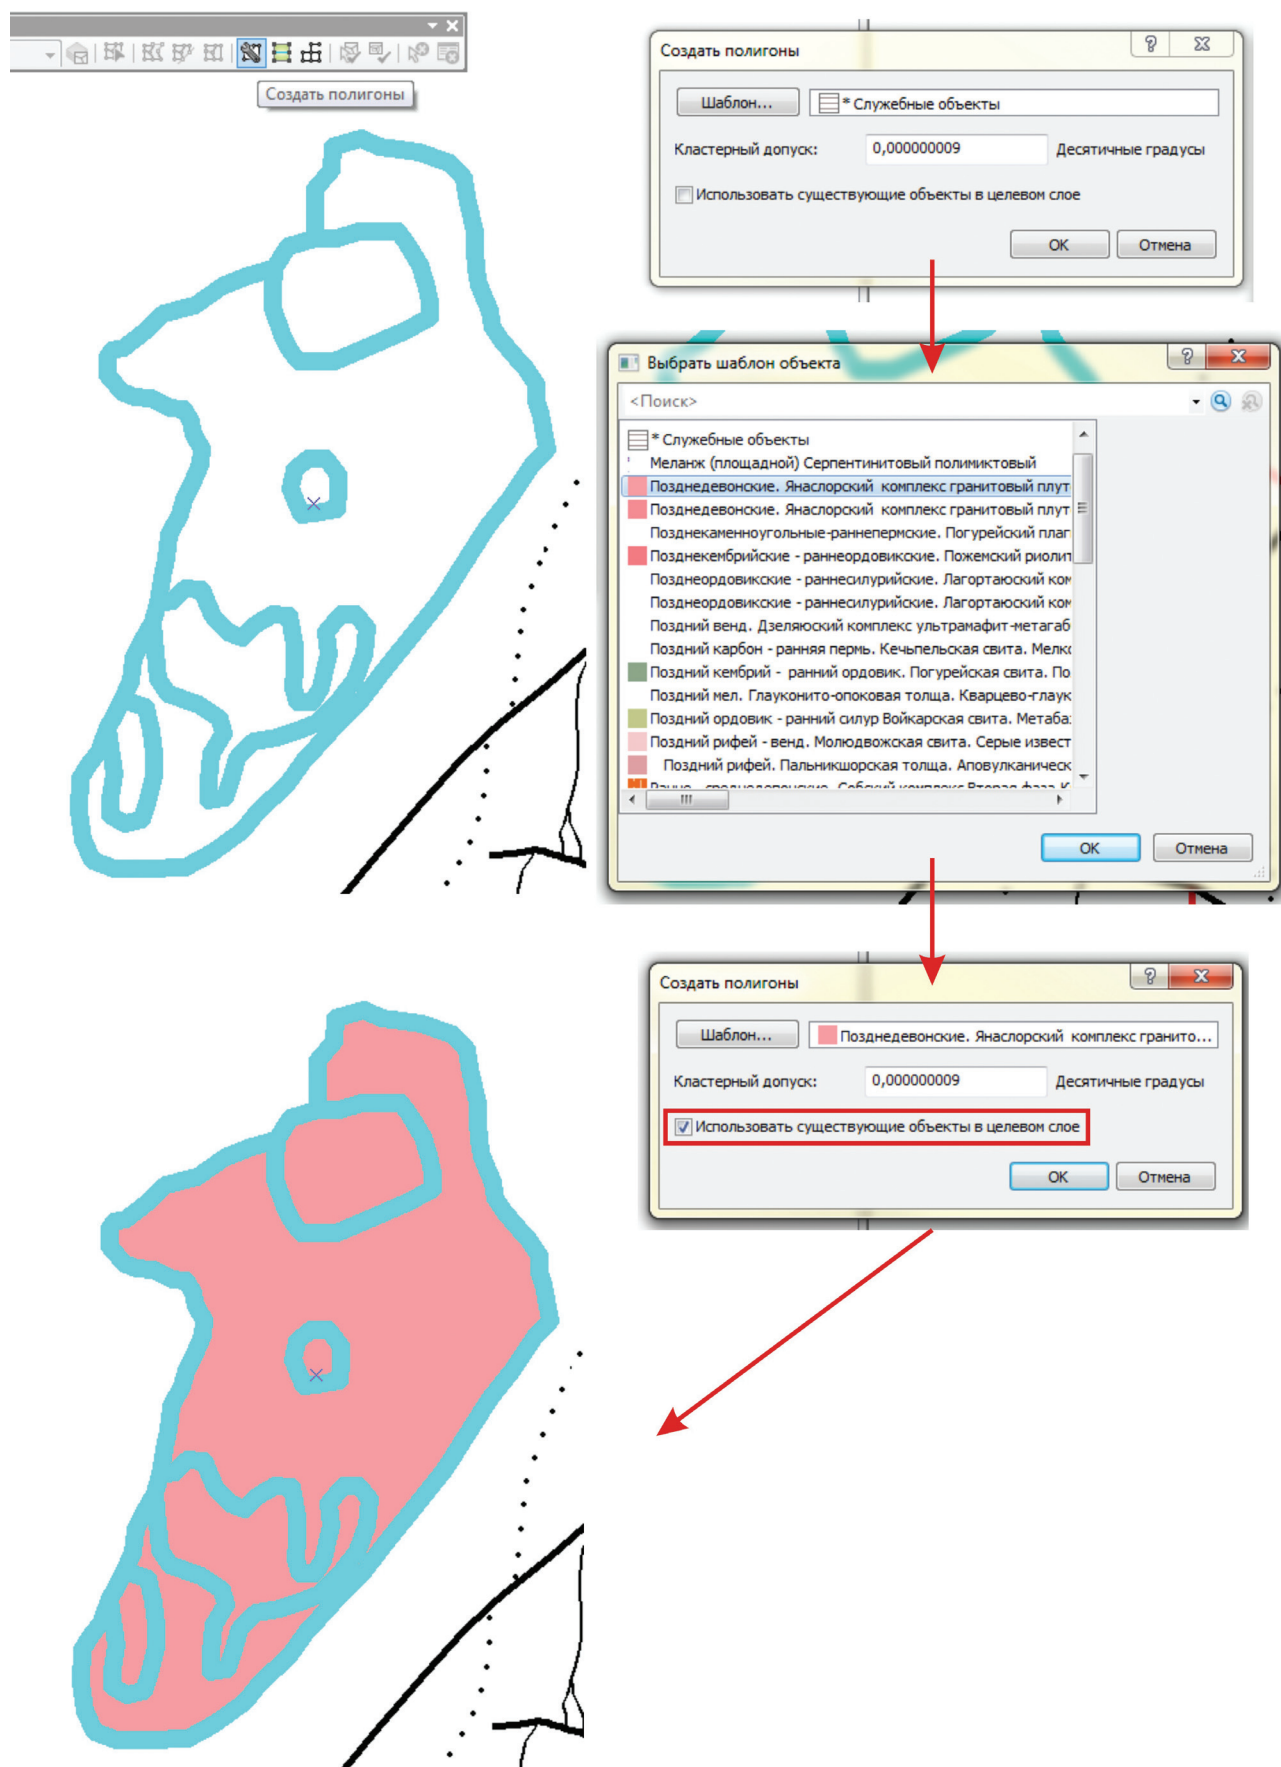 Создать полигоны
Создать полигоны
Шаблон...
* Служебные объекты
Кластерный допуск:
0,000000009
Десятичные градусы
Использовать существующие объекты в целевом слое
OK
Отмена
Выбрать шаблон объекта
<Поиск>
* Служебные объекты
Меланж (площадной) Серпентинитовый полимиктовый
Позднедевонские. Янаслорский комплекс гранитовый плут
Позднедевонские. Янаслорский комплекс гранитовый плут
Позднекаменноугольные-раннепермские. Погурейский плаг
Позднекембрийские - раннеордовикские. Пожемский риолит
Позднеордовикские - раннесилурийские. Лагортаюский ком
Позднеордовикские - раннесилурийские. Лагортаюский ком
Поздний венд. Дзеляюский комплекс ультрамафит-метагаб
Поздний карбон - ранняя пермь. Кечьпельская свита. Мелко
Поздний кембрий - ранний ордовик. Погурейская свита. По
Поздний мел. Глауконито-опоковая толща. Кварцево-глаук
Поздний ордовик - ранний силур Войкарская свита. Метаба
Поздний рифей - венд. Молюдвожская свита. Серые извест
Поздний рифей. Пальникшорская толща. Аповулканическ
OK
Отмена
Создать полигоны
Шаблон...
Позднедевонские. Янаслорский комплекс гранито...
Кластерный допуск:
0,000000009
Десятичные градусы
Использовать существующие объекты в целевом слое
OK
Отмена